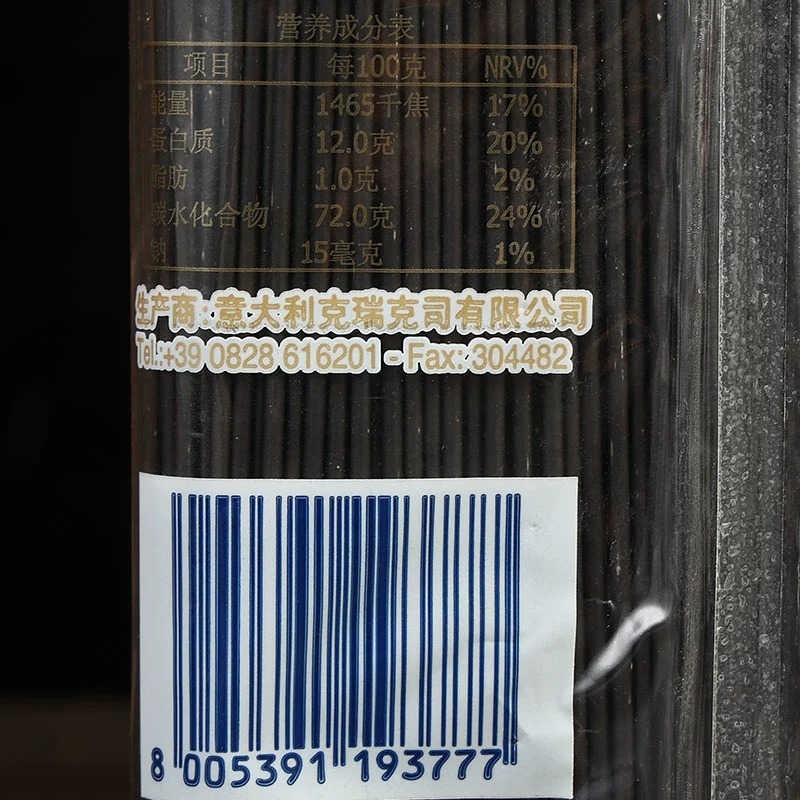 营养成分表
项目 每100克 NRV%
能量 1465千焦 17%
蛋白质 12.0克 20%
脂肪 1.0克 2%
碳水化合物 72.0克 24%
钠 15毫克 1%
生产商:意大利克瑞克司有限公司
Tel.:+39 0828 616201 - Fax: 304482
8 005391 193777